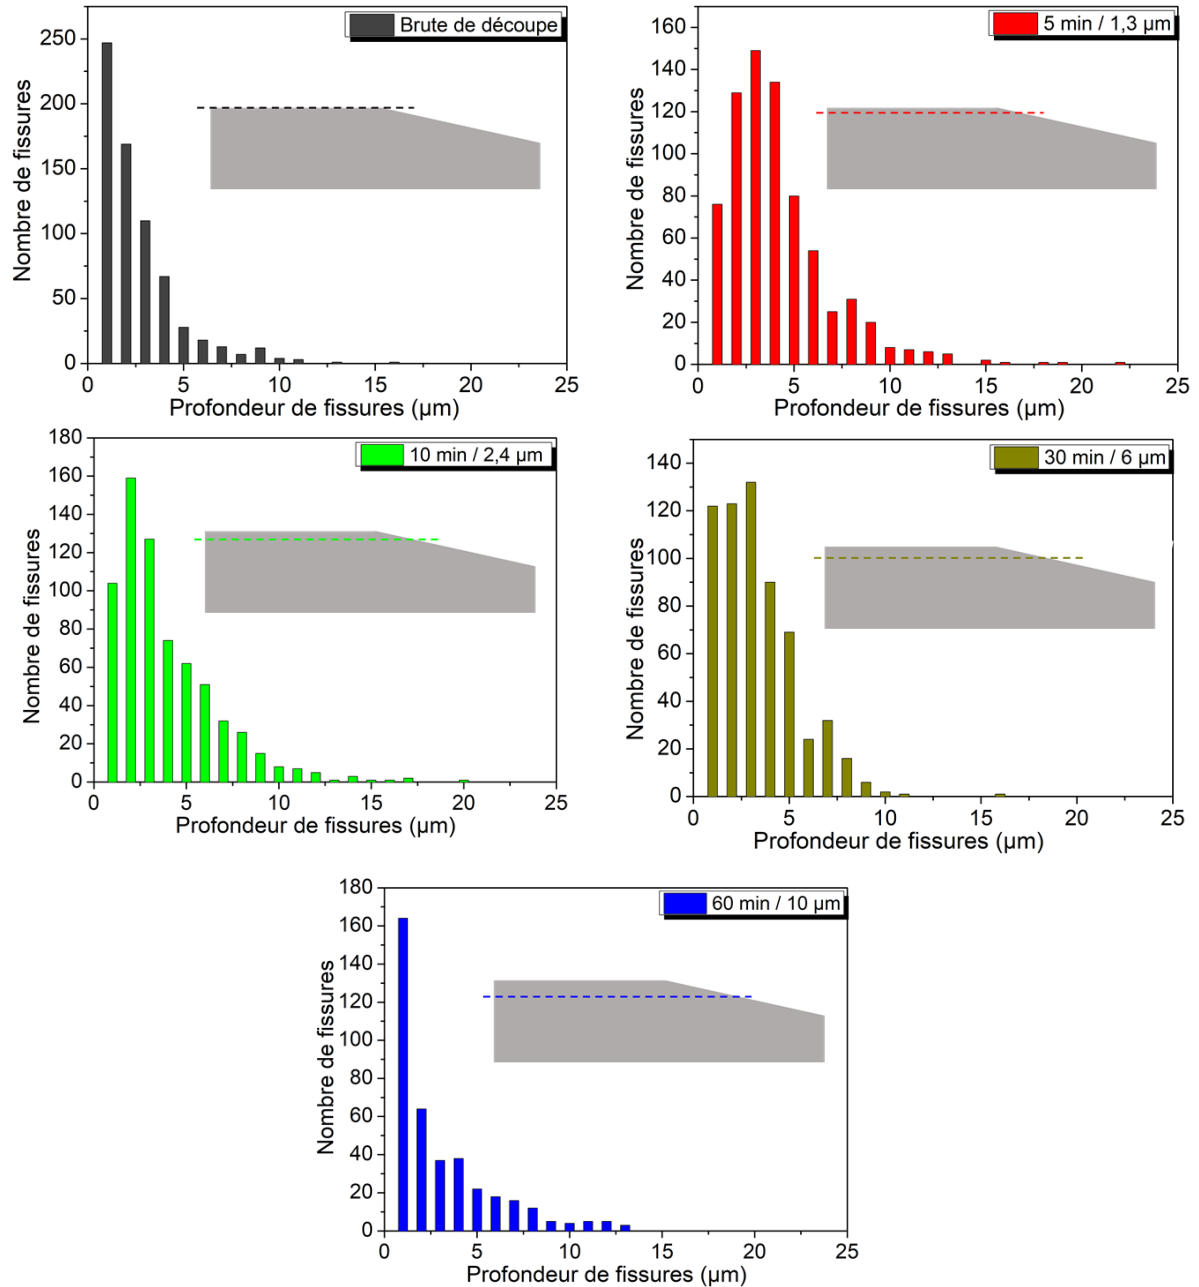 Brute de découpe
250
200
150
100
50
0
0 5 10 15 20 25
Nombre de fissures
Profondeur de fissures (µm)
5 min / 1,3 µm
160
140
120
100
80
60
40
20
0
0 5 10 15 20 25
Nombre de fissures
Profondeur de fissures (µm)
10 min / 2,4 µm
180
160
140
120
100
80
60
40
20
0
0 5 10 15 20 25
Nombre de fissures
Profondeur de fissures (µm)
30 min / 6 µm
140
120
100
80
60
40
20
0
0 5 10 15 20 25
Nombre de fissures
Profondeur de fissures (µm)
60 min / 10 µm
180
160
140
120
100
80
60
40
20
0
0 5 10 15 20 25
Nombre de fissures
Profondeur de fissures (µm)